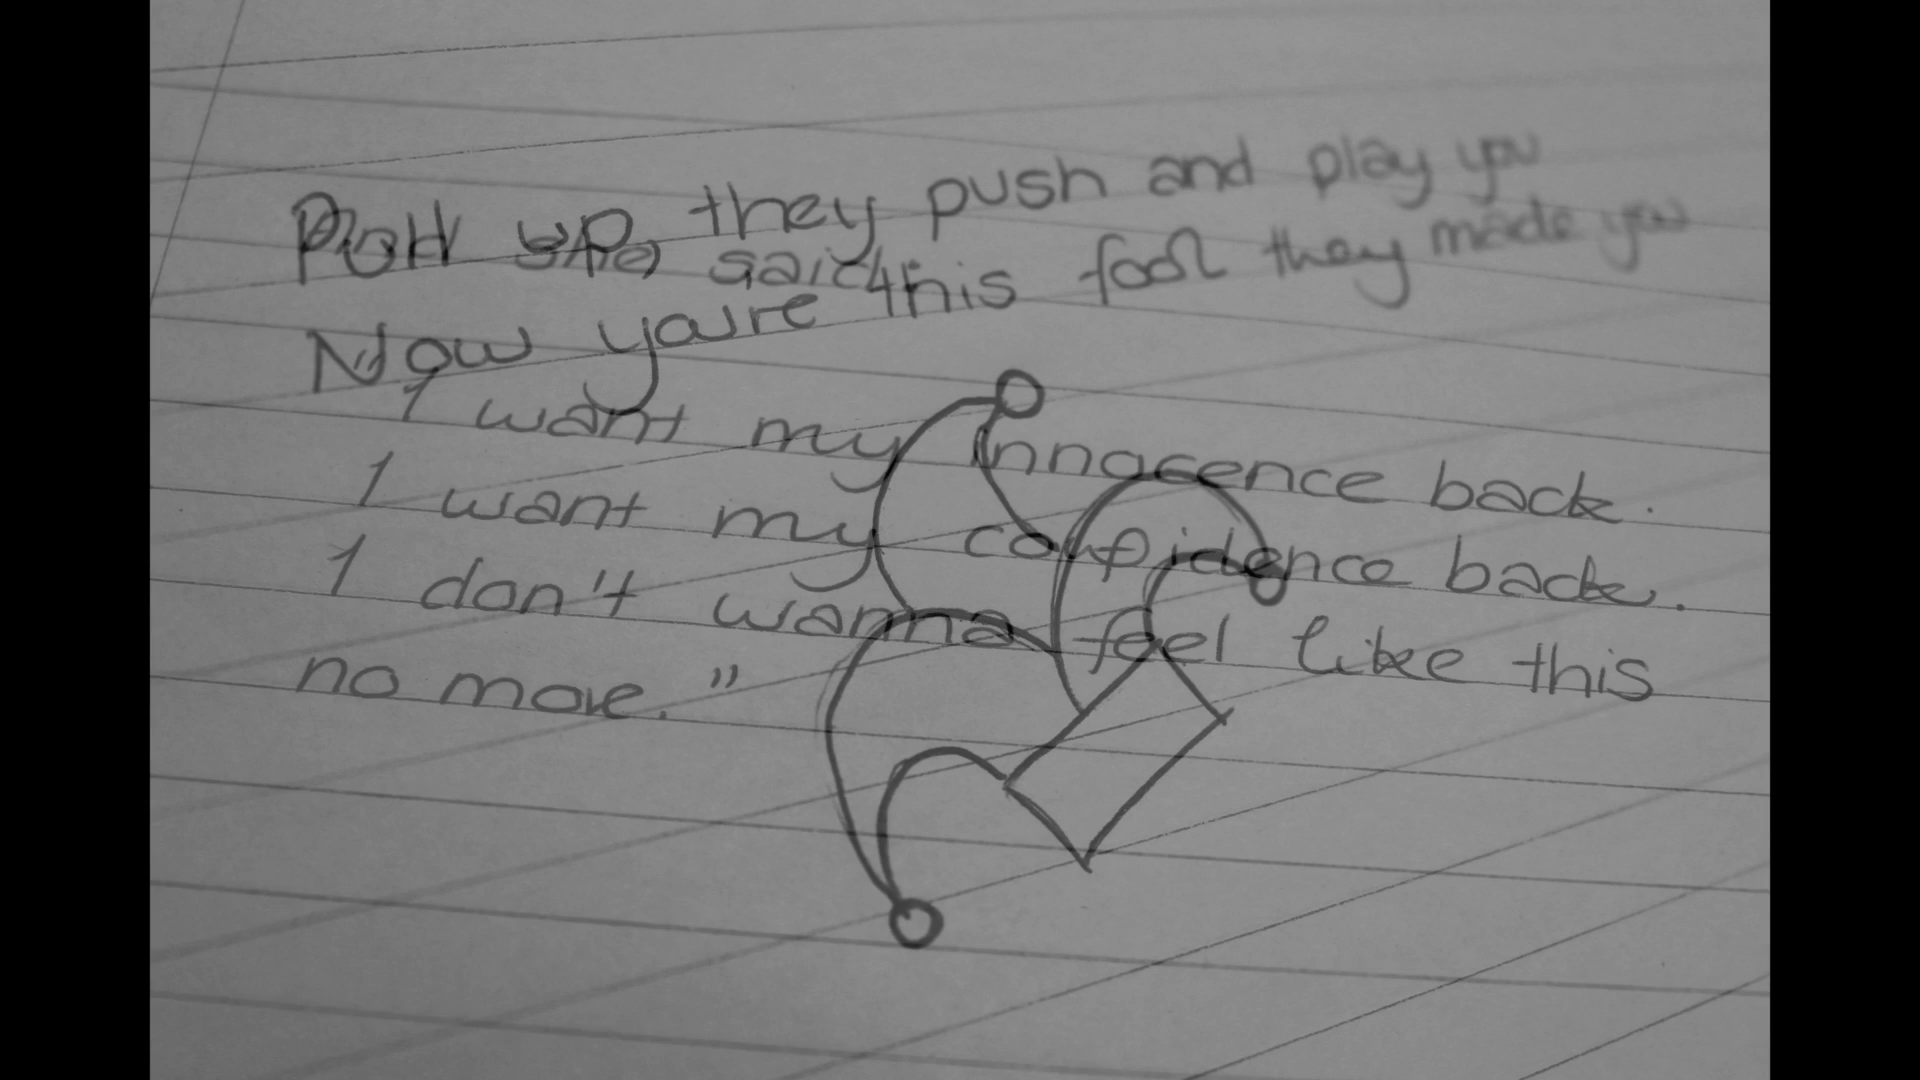 up, they push and play you
said
Now you're this fool they made you
I want my innocence back.
I want my confidence back.
I don't wanna feel like this
no more."